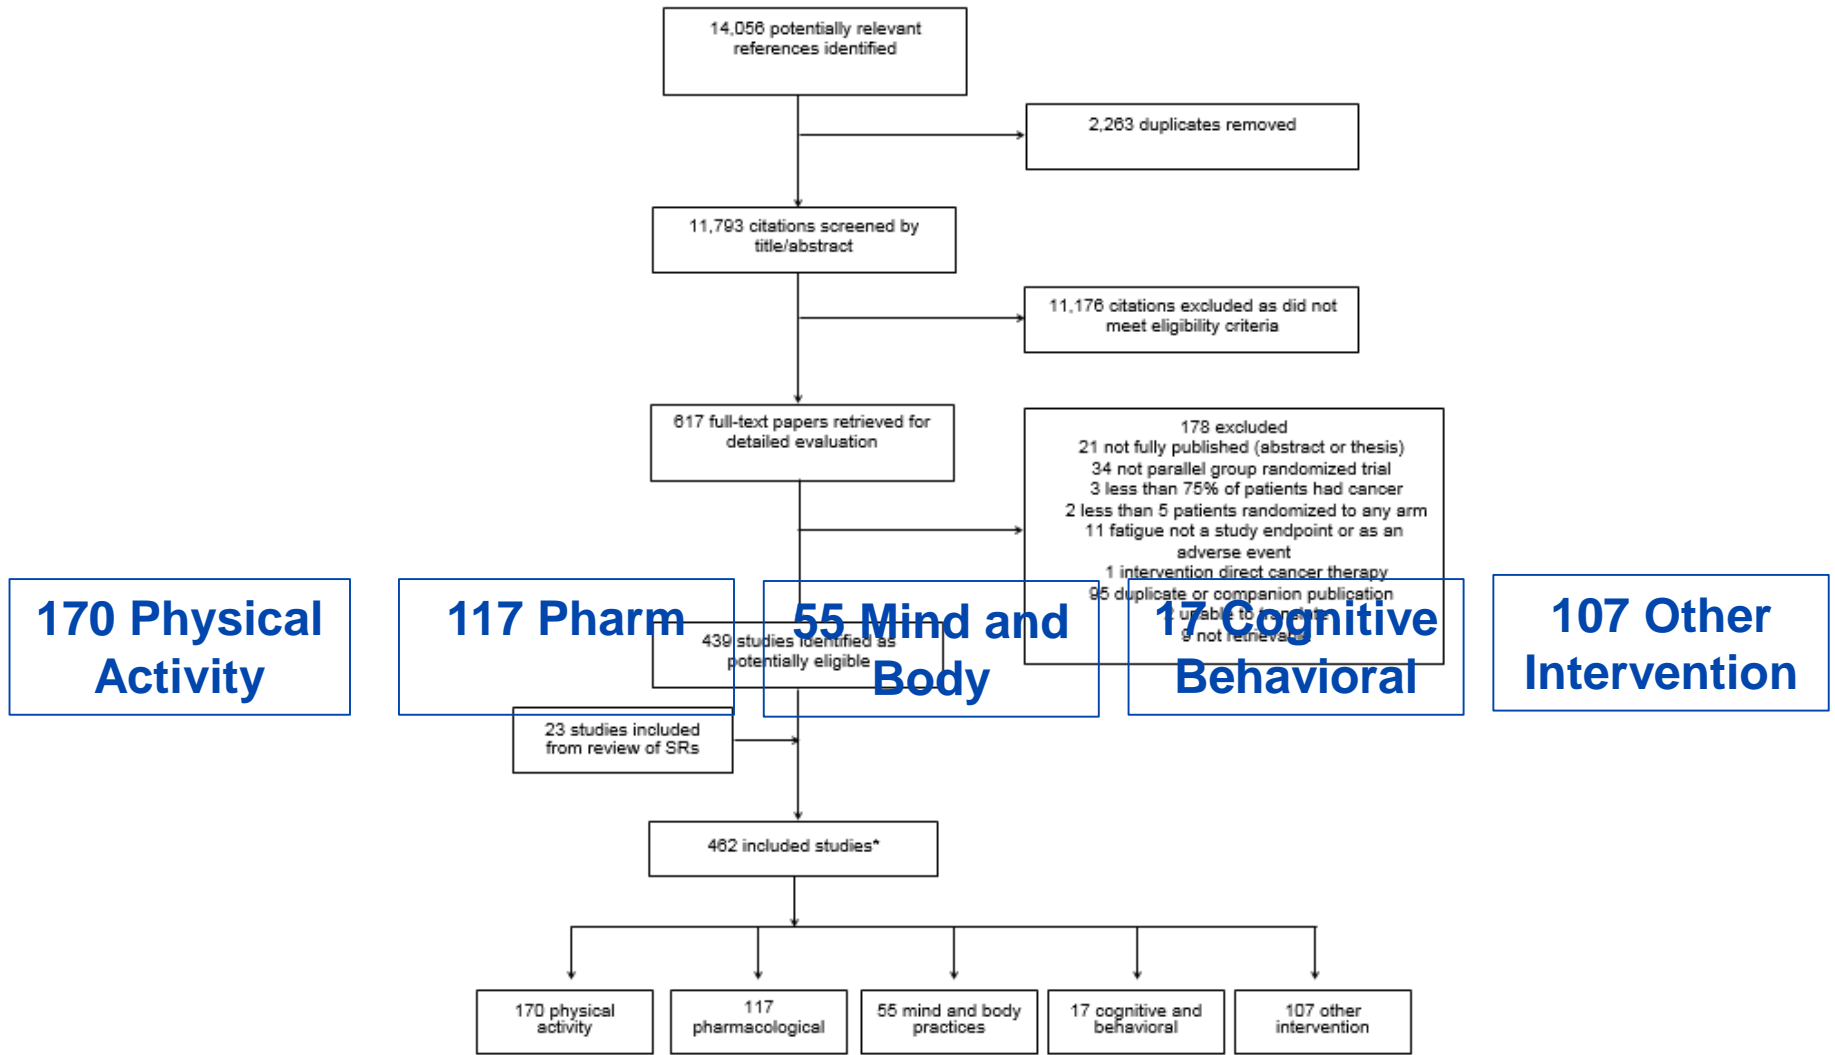 14,056 potentially relevant
references identified
2,263 duplicates removed
11,793 citations screened by
title/abstract
11,176 citations excluded as did not
meet eligibility criteria
617 full-text papers retrieved for
detailed evaluation
178 excluded
21 not fully published (abstract or thesis)
34 not parallel group randomized trial
3 less than 75% of patients had cancer
2 less than 5 patients randomized to any arm
11 fatigue not a study endpoint or as an
adverse event
1 intervention direct cancer therapy
95 duplicate or companion publication
2 unable to translate
9 not retrievable
170 Physical
Activity
117 Pharm
55 Mind and
Body
17 Cognitive
Behavioral
107 Other
Intervention
439 studies identified as
potentially eligible
23 studies included
from review of SRs
462 included studies*
170 physical
activity
117
pharmacological
55 mind and body
practices
17 cognitive and
behavioral
107 other
intervention